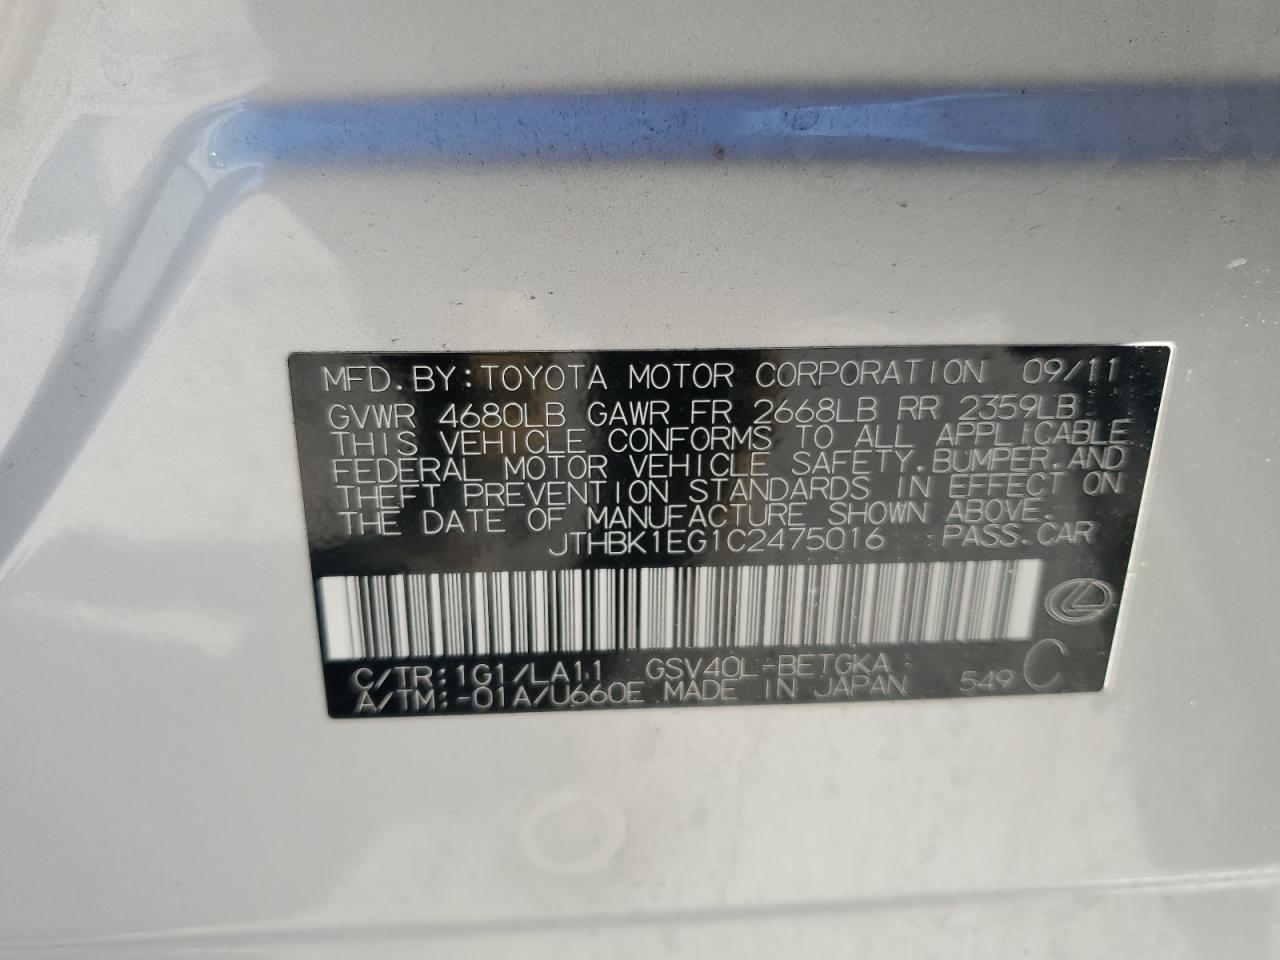 MFD.BY:TOYOTA MOTOR CORPORATION 09/11
GVWR 4680LB GAWR FR 2668LB RR 2359LB
THIS VEHICLE CONFORMS TO ALL APPLICABLE
FEDERAL MOTOR VEHICLE SAFETY,BUMPER,AND
THEFT PREVENTION STANDARDS IN EFFECT ON
THE DATE OF MANUFACTURE SHOWN ABOVE.
JTHBK1EG1C2475016 PASS.CAR
C/TR:1G1/LA11 GSV40L-BETGKA
A/TM:-01A/U660E MADE IN JAPAN 549 C